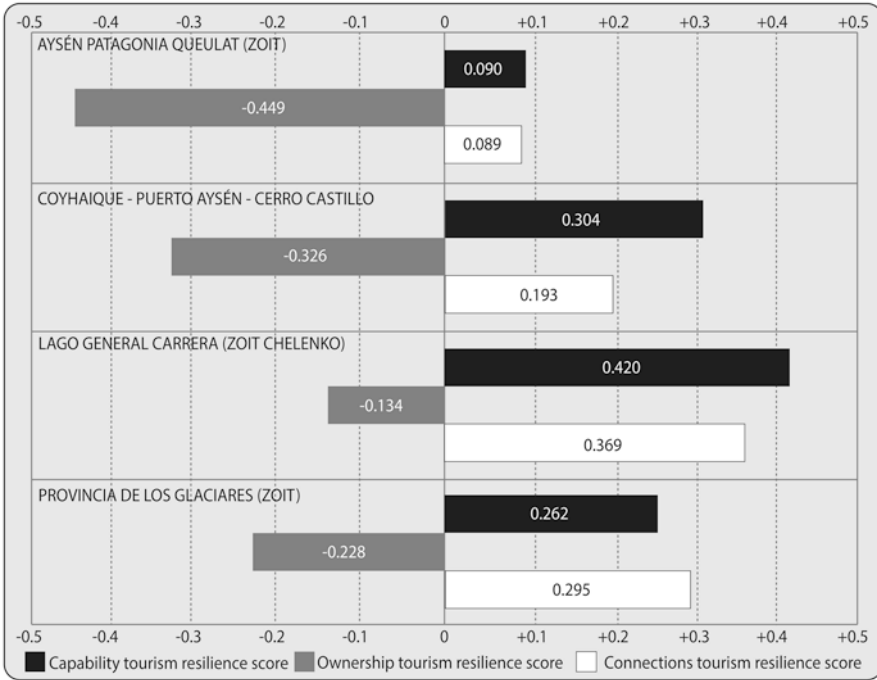 -0.5 -0.4 -0.3 -0.2 -0.1 0 +0.1 +0.2 +0.3 +0.4 +0.5
AYSÉN PATAGONIA QUEULAT (ZOIT)
0.090
-0.449
0.089
COYHAIQUE - PUERTO AYSÉN - CERRO CASTILLO
0.304
-0.326
0.193
LAGO GENERAL CARRERA (ZOIT CHELENKO)
0.420
-0.134
0.369
PROVINCIA DE LOS GLACIARES (ZOIT)
0.262
-0.228
0.295
-0.5 -0.4 -0.3 -0.2 -0.1 0 +0.1 +0.2 +0.3 +0.4 +0.5
Capability tourism resilience score Ownership tourism resilience score Connections tourism resilience score